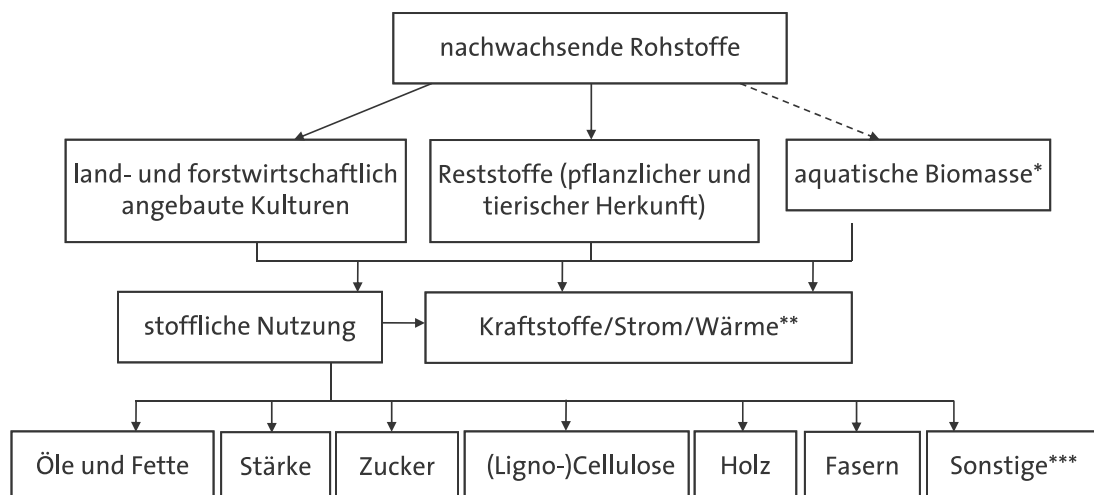 nachwachsende Rohstoffe
land- und forstwirtschaftlich
angebaute Kulturen
Reststoffe (pflanzlicher und
tierischer Herkunft)
aquatische Biomasse*
stoffliche Nutzung
Kraftstoffe/Strom/Wärme**
Öle und Fette
Stärke
Zucker
(Ligno-)Cellulose
Holz
Fasern
Sonstige***